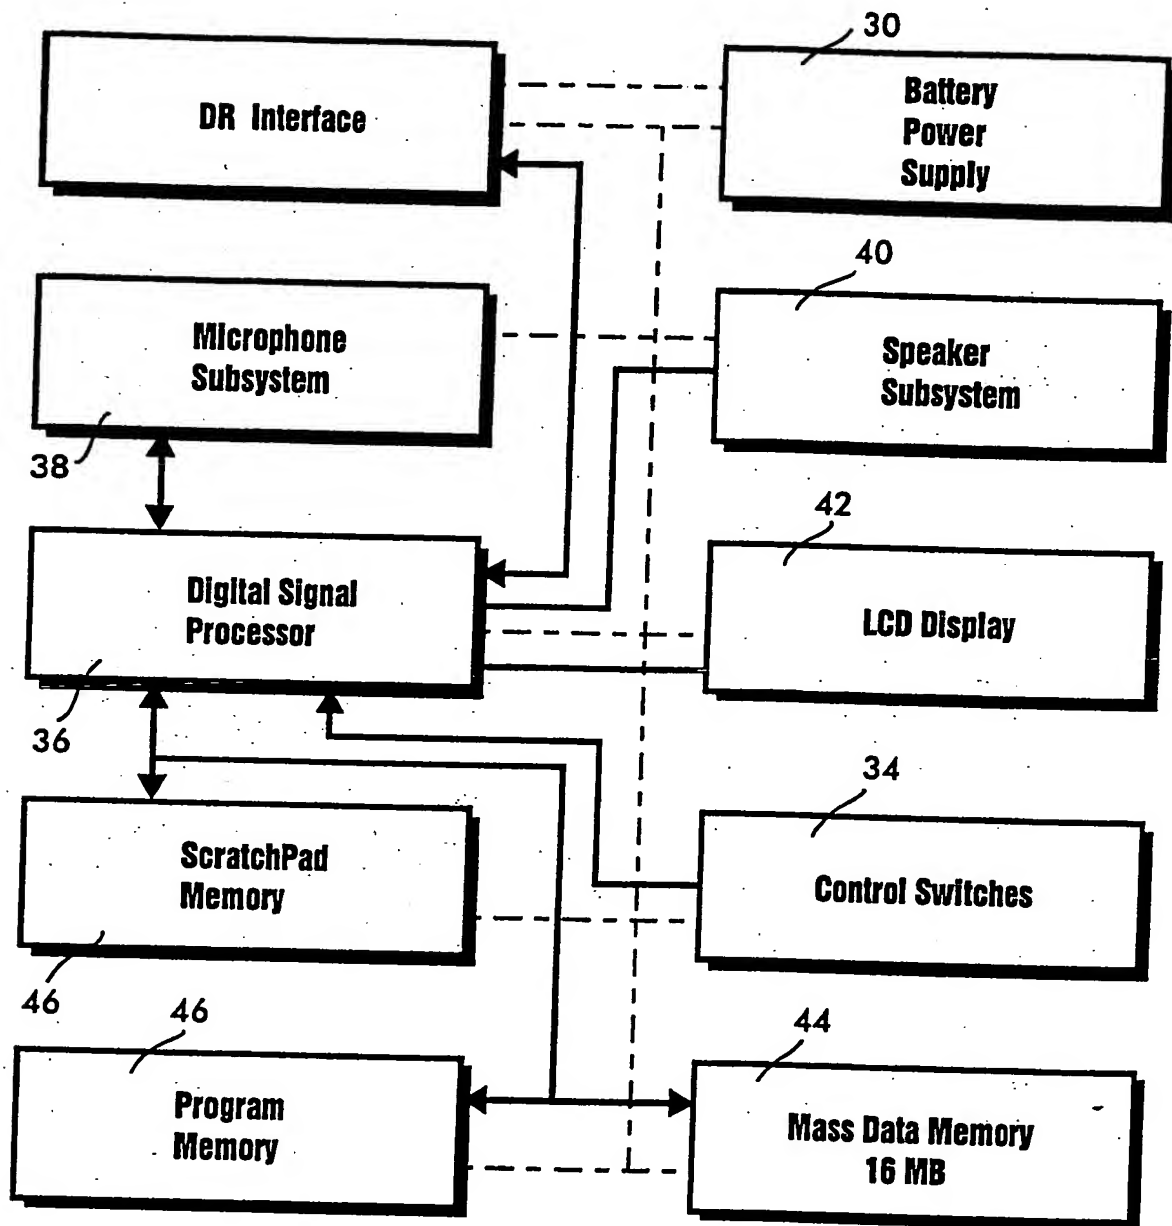 30
DR Interface
Battery
Power
Supply
40
Microphone
Subsystem
Speaker
Subsystem
38
42
Digital Signal
Processor
LCD Display
36
34
ScratchPad
Memory
Control Switches
46
46
44
Program
Memory
Mass Data Memory
16 MB